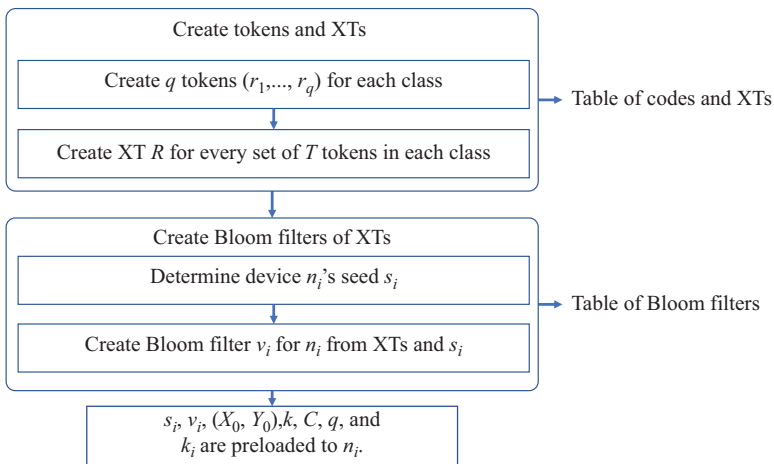 Create tokens and XTs
Create q tokens (r₁,..., r_q) for each class
Create XT R for every set of T tokens in each class
Table of codes and XTs
Create Bloom filters of XTs
Determine device nᵢ's seed sᵢ
Create Bloom filter vᵢ for nᵢ from XTs and sᵢ
Table of Bloom filters
sᵢ, vᵢ, (X₀, Y₀),k, C, q, and
kᵢ are preloaded to nᵢ.